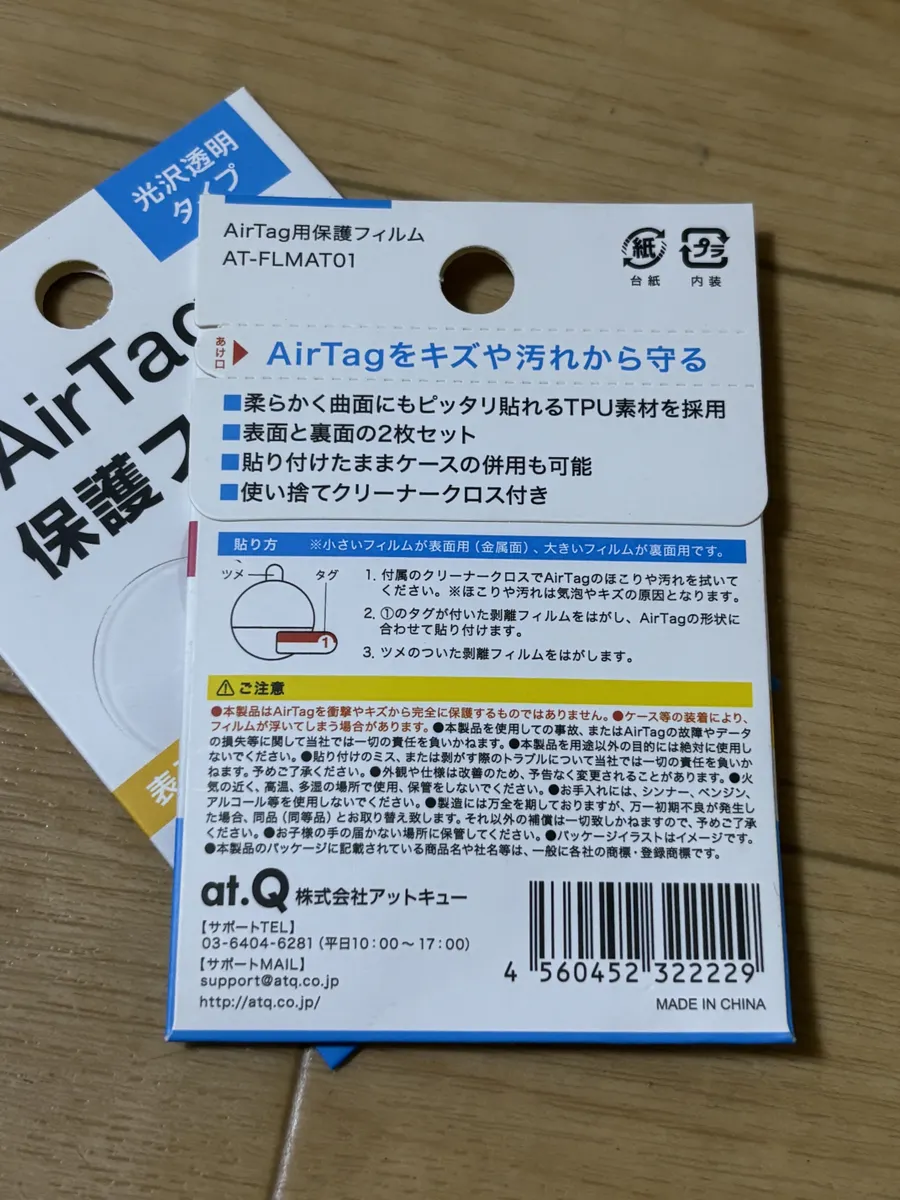 光沢透明
タイプ
AirTag
保護フ
表
AirTag用保護フィルム
AT-FLMAT01
紙
台紙
プラ
内装
あけ口
AirTagをキズや汚れから守る
■柔らかく曲面にもピッタリ貼れるTPU素材を採用
■表面と裏面の2枚セット
■貼り付けたままケースの併用も可能
■使い捨てクリーナークロス付き
貼り方 ※小さいフィルムが表面用(金属面)、大きいフィルムが裏面用です。
ツメ
タグ
1
1. 付属のクリーナークロスでAirTagのほこりや汚れを拭いて
ください。※ほこりや汚れは気泡やキズの原因となります。
2. ①のタグが付いた剥離フィルムをはがし、AirTagの形状に
合わせて貼り付けます。
3. ツメのついた剥離フィルムをはがします。
ご注意
●本製品はAirTagを衝撃やキズから完全に保護するものではありません。●ケース等の装着により、
フィルムが浮いてしまう場合があります。●本製品を使用しての事故、またはAirTagの故障やデータ
の損失等に関して当社では一切の責任を負いかねます。●本製品を用途以外の目的には絶対に使用し
ないでください。●貼り付けのミス、または剥がす際のトラブルについて当社では一切の責任を負いか
ねます。予めご了承ください。●外観や仕様は改善のため、予告なく変更されることがあります。●火
気の近く、高温、多湿の場所で使用、保管をしないでください。●お手入れには、シンナー、ベンジン、
アルコール等を使用しないでください。●製造には万全を期しておりますが、万一初期不良が発生し
た場合、同品(同等品)とお取り替え致します。それ以外の補償は一切致しかねますので、予めご了承
ください。●お子様の手の届かない場所に保管してください。●パッケージイラストはイメージです。
●本製品のパッケージに記載されている商品名や社名等は、一般に各社の商標・登録商標です。
at.Q 株式会社アットキュー
【サポートTEL】
03-6404-6281（平日10：00～17：00）
【サポートMAIL】
support@atq.co.jp
http://atq.co.jp/
4 560452 322229
MADE IN CHINA